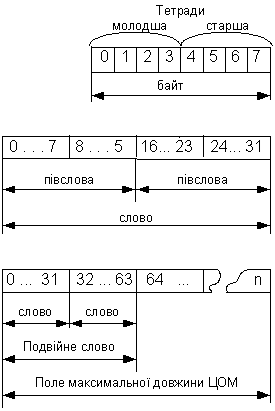 Тетради
молодша старша
0 1 2 3 4 5 6 7
байт
0 . . . 7 8 . . . 5 16... 23 24... 31
півслова півслова
слово
0 ... 31 32 ... 63 64 ... n
слово слово
Подвійне слово
Поле максимальної довжини ЦОМ